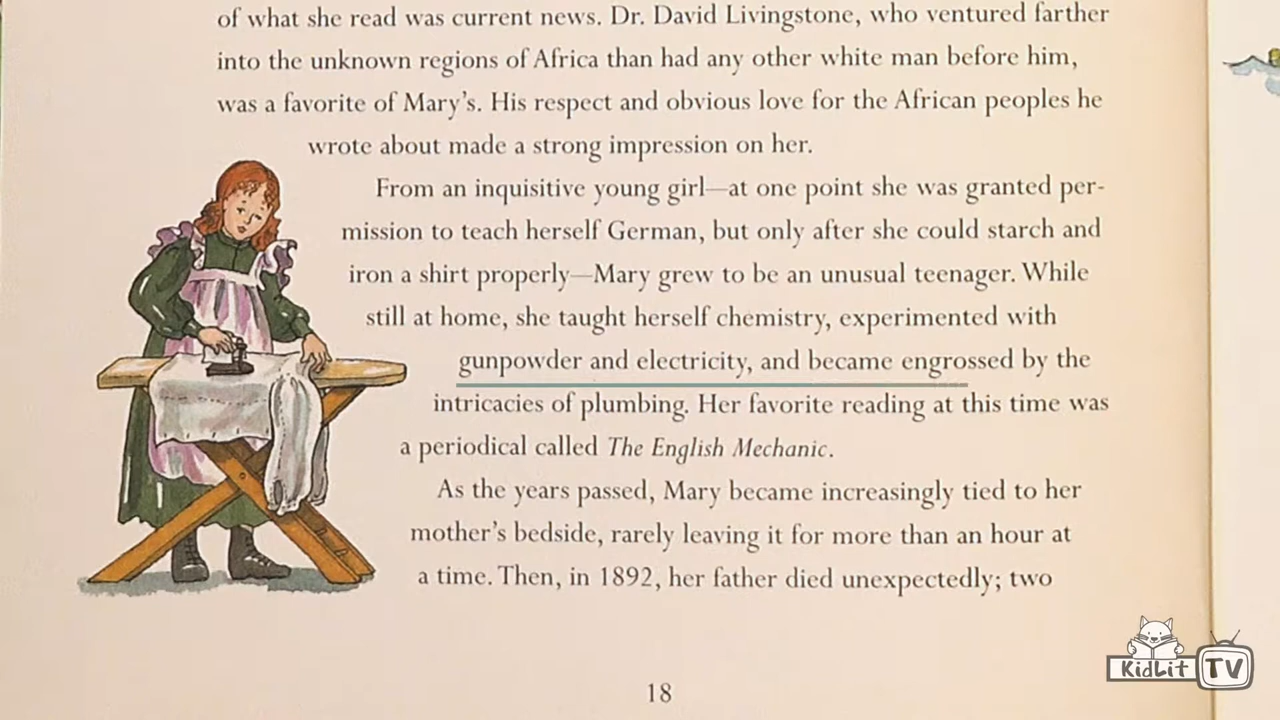 of what she read was current news. Dr. David Livingstone, who ventured farther
into the unknown regions of Africa than had any other white man before him,
was a favorite of Mary's. His respect and obvious love for the African peoples he
wrote about made a strong impression on her.
From an inquisitive young girl—at one point she was granted per-
mission to teach herself German, but only after she could starch and
iron a shirt properly—Mary grew to be an unusual teenager. While
still at home, she taught herself chemistry, experimented with
gunpowder and electricity, and became engrossed by the
intricacies of plumbing. Her favorite reading at this time was
a periodical called The English Mechanic.
As the years passed, Mary became increasingly tied to her
mother's bedside, rarely leaving it for more than an hour at
a time. Then, in 1892, her father died unexpectedly; two
KidLit TV
18